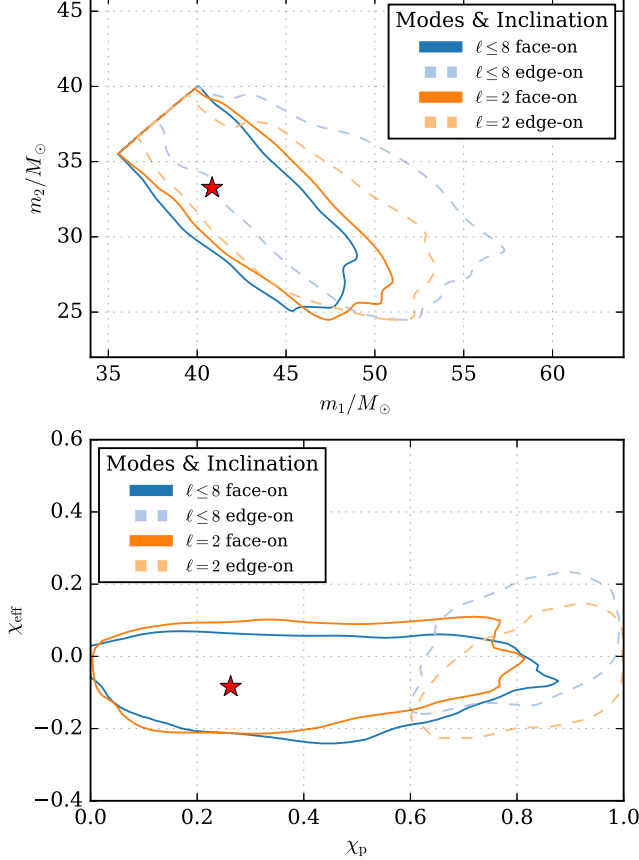 Modes & Inclination
ℓ ≤ 8 face-on
ℓ ≤ 8 edge-on
ℓ = 2 face-on
ℓ = 2 edge-on
45
40
35
30
25
m₂/M⊙
35 40 45 50 55 60
m₁/M⊙
Modes & Inclination
ℓ ≤ 8 face-on
ℓ ≤ 8 edge-on
ℓ = 2 face-on
ℓ = 2 edge-on
0.6
0.4
0.2
0.0
−0.2
−0.4
χeff
0.0 0.2 0.4 0.6 0.8 1.0
χp